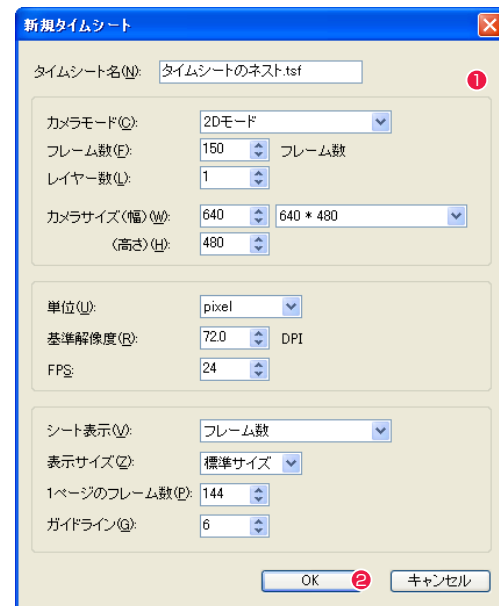 新規タイムシート
タイムシート名(N): タイムシートのネスト.tsf
1
カメラモード(C): 2Dモード
フレーム数(F): 150 フレーム数
レイヤー数(L): 1
カメラサイズ(幅)(W): 640 640 * 480
(高さ)(H): 480
単位(U): pixel
基準解像度(R): 72.0 DPI
FPS: 24
シート表示(V): フレーム数
表示サイズ(Z): 標準サイズ
1ページのフレーム数(P): 144
ガイドライン(G): 6
OK 2 キャンセル